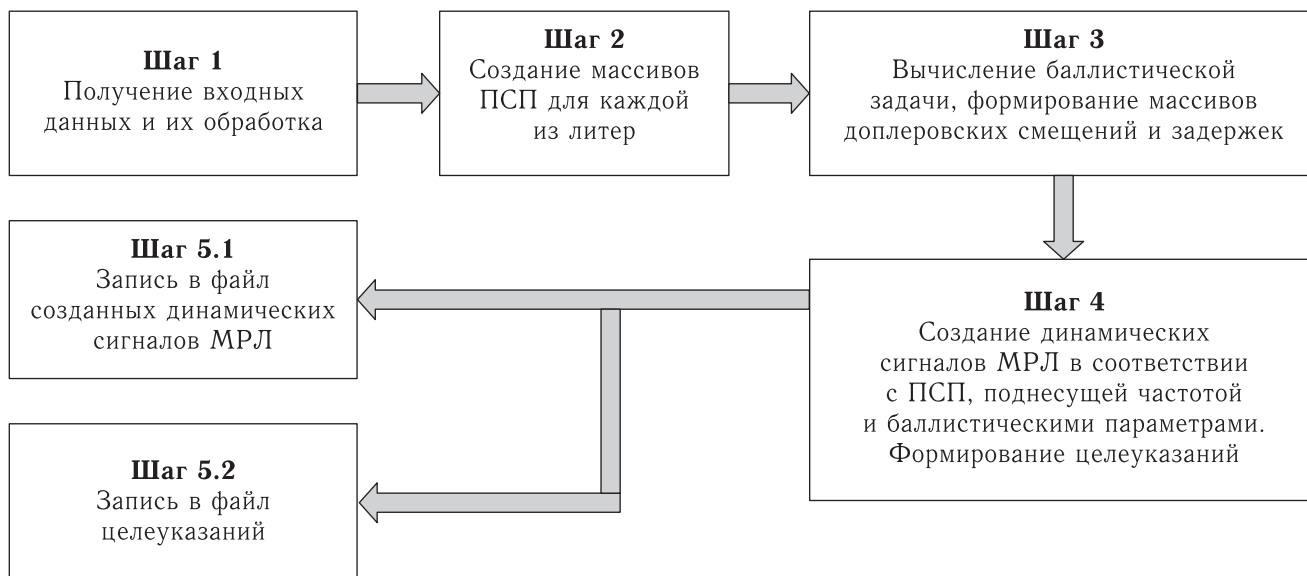 Шаг 1
Получение входных
данных и их обработка
Шаг 2
Создание массивов
ПСП для каждой
из литер
Шаг 3
Вычисление баллистической
задачи, формирование массивов
доплеровских смещений и задержек
Шаг 4
Создание динамических
сигналов МРЛ в соответствии
с ПСП, поднесущей частотой
и баллистическими параметрами.
Формирование целеуказаний
Шаг 5.1
Запись в файл
созданных динамических
сигналов МРЛ
Шаг 5.2
Запись в файл
целеуказаний